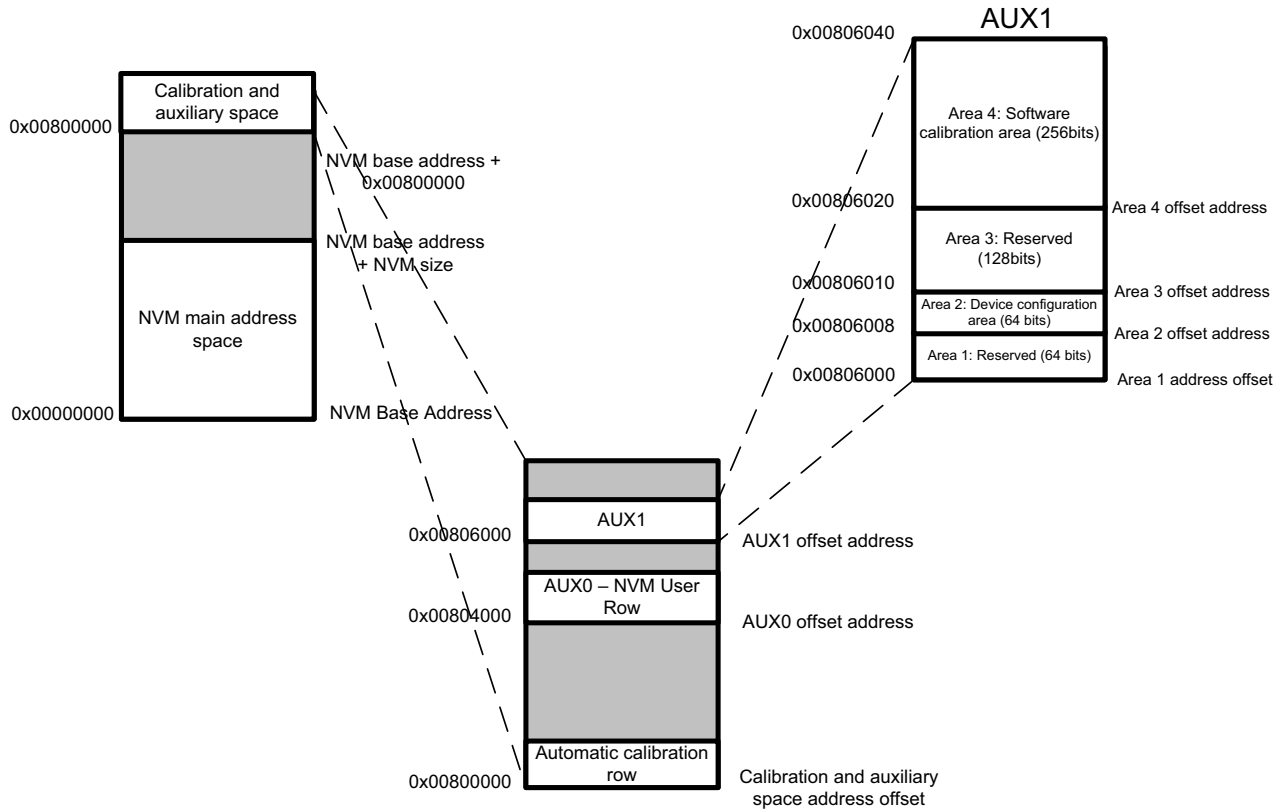 AUX1
0x00806040
Calibration and
auxiliary space
0x00800000
NVM base address +
0x00800000
NVM base address
+ NVM size
NVM main address
space
0x00000000
NVM Base Address
Area 4: Software
calibration area (256bits)
0x00806020
Area 4 offset address
Area 3: Reserved
(128bits)
0x00806010
Area 3 offset address
Area 2: Device configuration
area (64 bits)
0x00806008
Area 2 offset address
Area 1: Reserved (64 bits)
0x00806000
Area 1 address offset
AUX1
0x00806000
AUX1 offset address
AUX0 – NVM User
Row
0x00804000
AUX0 offset address
Automatic calibration
row
0x00800000
Calibration and auxiliary
space address offset